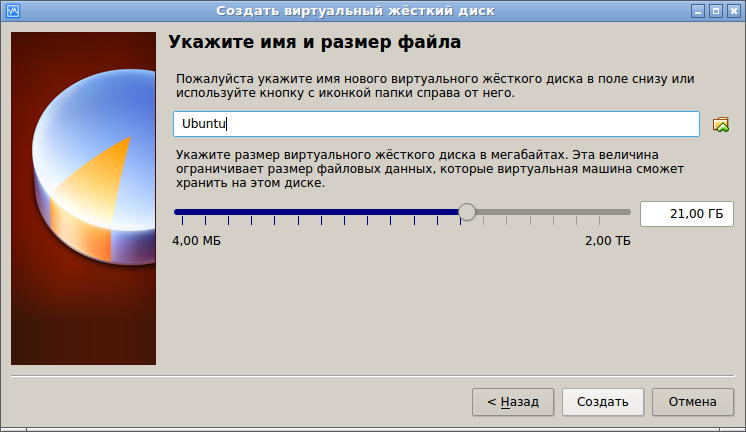 Создать виртуальный жёсткий диск
Укажите имя и размер файла
Пожалуйста укажите имя нового виртуального жёсткого диска в поле снизу или
используйте кнопку с иконкой папки справа от него.
Ubuntu
Укажите размер виртуального жёсткого диска в мегабайтах. Эта величина
ограничивает размер файловых данных, которые виртуальная машина сможет
хранить на этом диске.
21,00 ГБ
4,00 МБ
2,00 ТБ
< Назад
Создать
Отмена